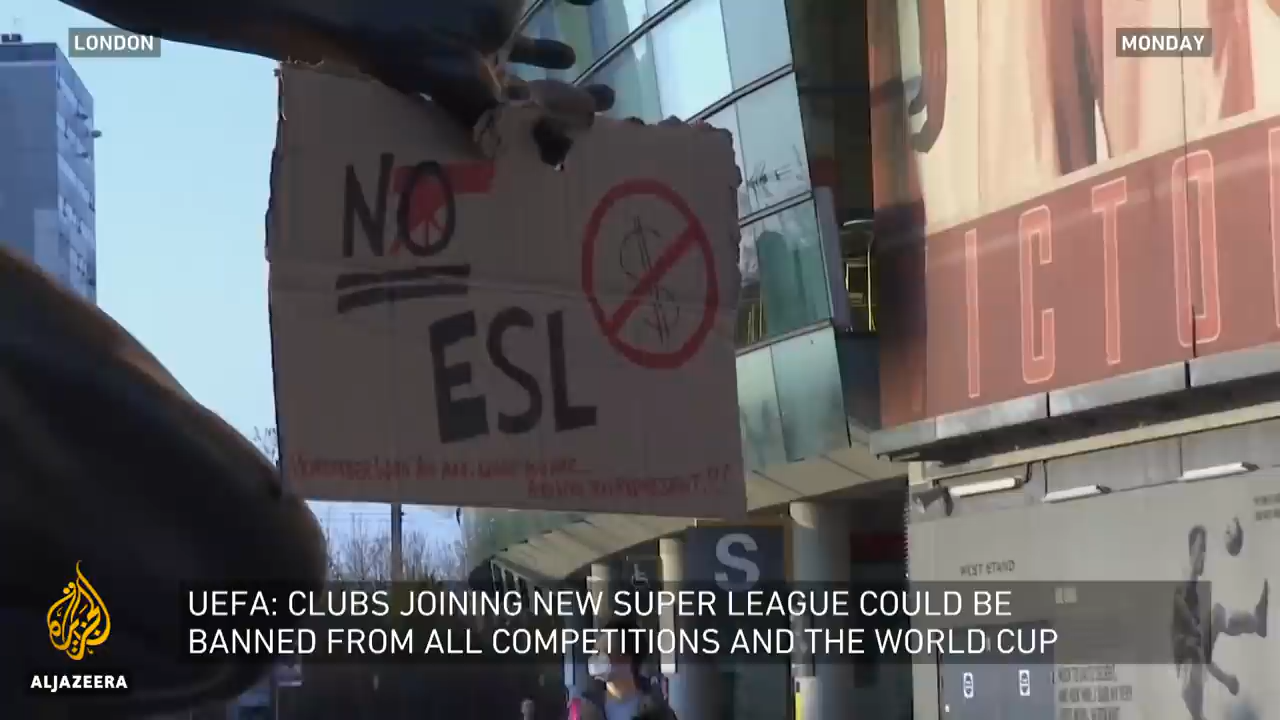 LONDON
MONDAY
NO
$
ESL
ICTO
S
WEST STAND
UEFA: CLUBS JOINING NEW SUPER LEAGUE COULD BE
BANNED FROM ALL COMPETITIONS AND THE WORLD CUP
ALJAZEERA